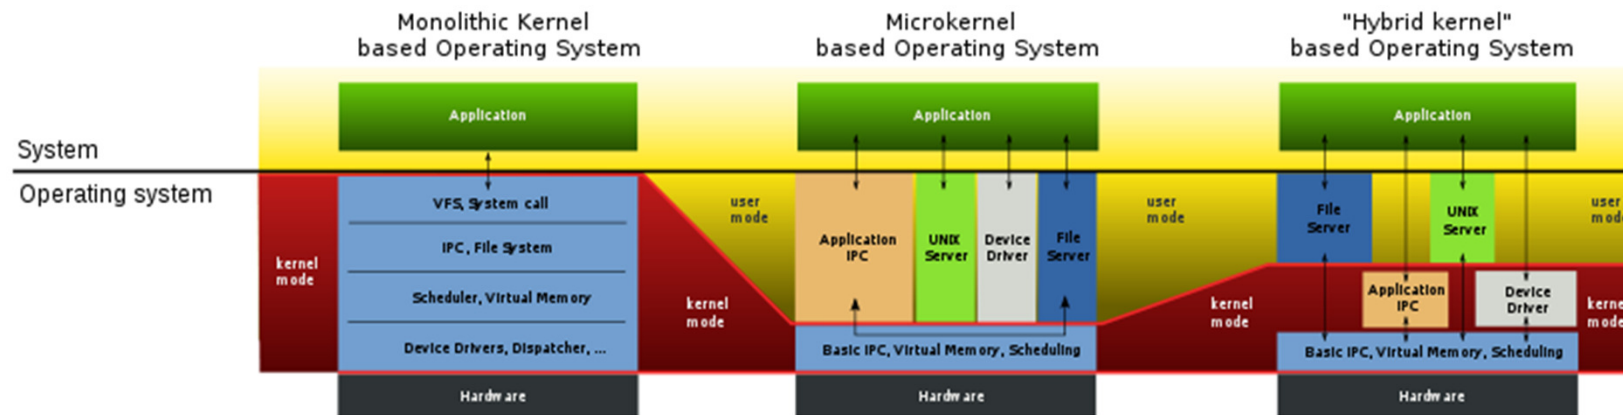 Monolithic Kernel
based Operating System
Microkernel
based Operating System
"Hybrid kernel"
based Operating System
System
Operating system
Application
VFS, System call
IPC, File System
Scheduler, Virtual Memory
Device Drivers, Dispatcher, ...
Hardware
kernel
mode
kernel
mode
user
mode
Application
Application
IPC
UNIX
Server
Device
Driver
File
Server
Basic IPC, Virtual Memory, Scheduling
Hardware
user
mode
kernel
mode
Application
File
Server
UNIX
Server
Application
IPC
Device
Driver
Basic IPC, Virtual Memory, Scheduling
Hardware